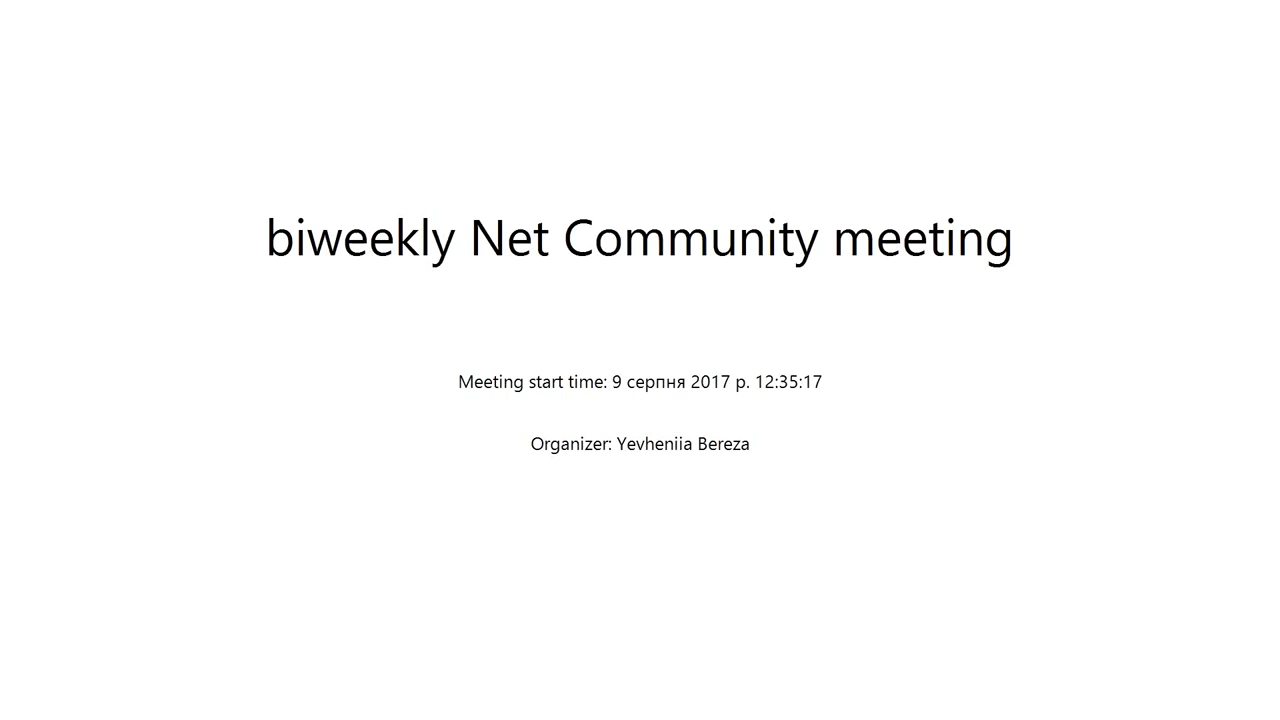 biweekly Net Community meeting
Meeting start time: 9 серпня 2017 р. 12:35:17
Organizer: Yevheniia Bereza